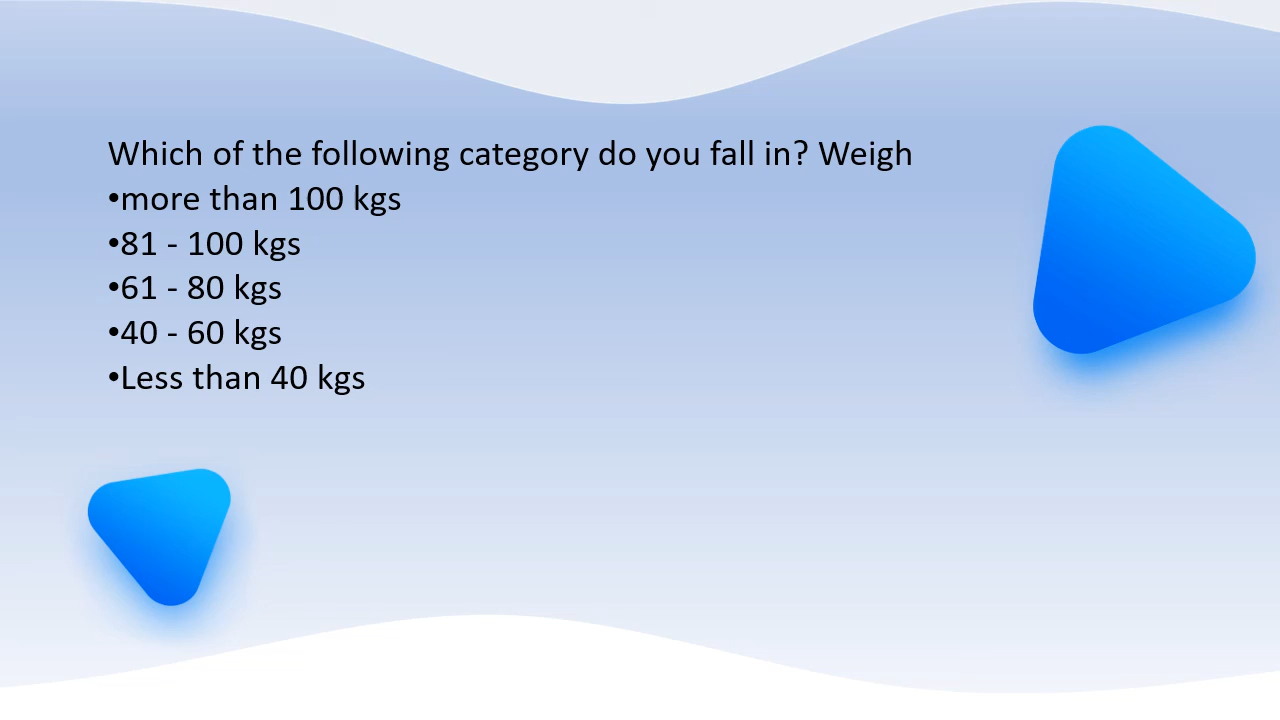 Which of the following category do you fall in? Weigh
•more than 100 kgs
•81 - 100 kgs
•61 - 80 kgs
•40 - 60 kgs
•Less than 40 kgs